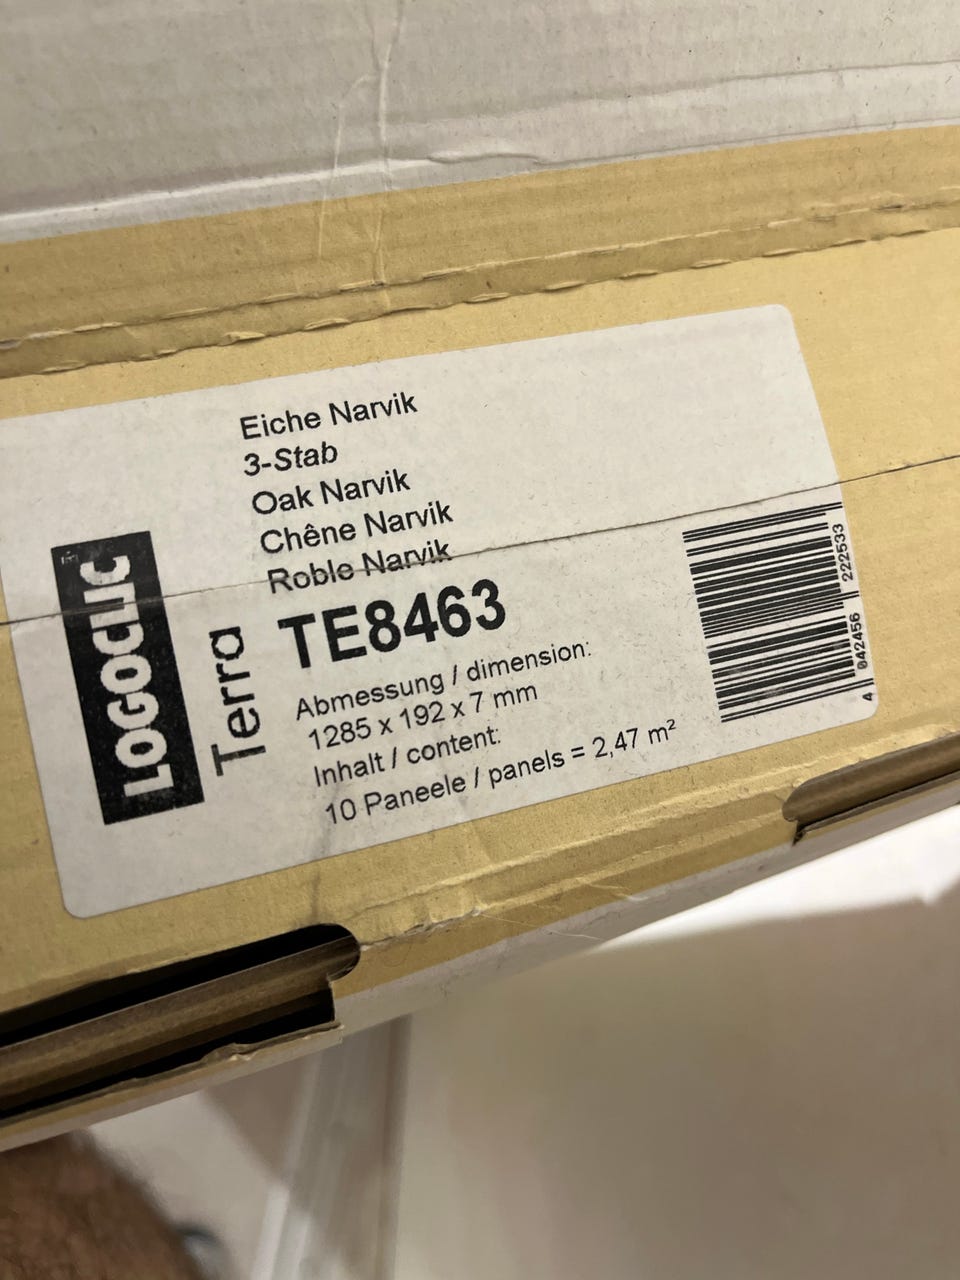 Eiche Narvik
3-Stab
Oak Narvik
Chêne Narvik
Roble Narvik
TE8463
LOGOCLIC
Terra
Abmessung / dimension:
1285 x 192 x 7 mm
Inhalt / content:
10 Paneele / panels = 2,47 m²
4 042456 222533